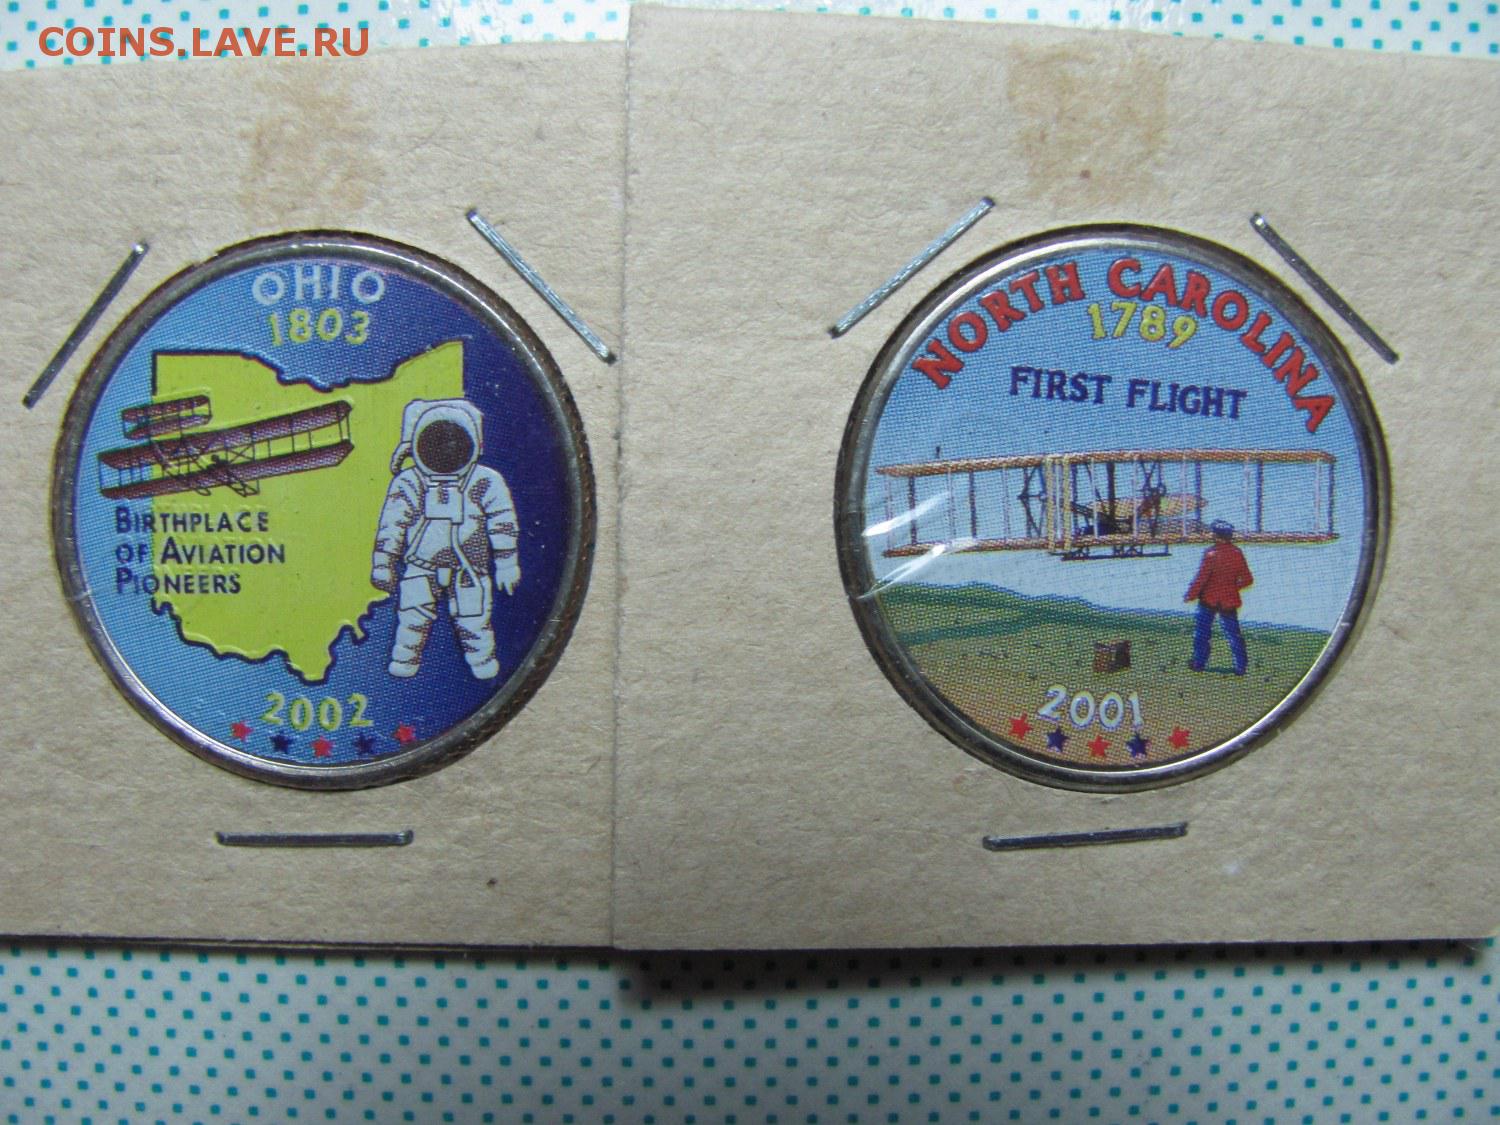 COINS.LAVE.RU
OHIO
1803
BIRTHPLACE
OF AVIATION
PIONEERS
2002
NORTH CAROLINA
1789
FIRST FLIGHT
2001